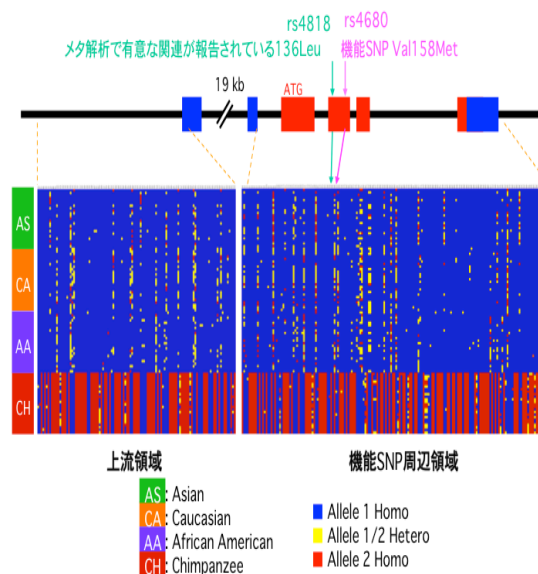 rs4818
rs4680
メタ解析で有意な関連が報告されている136Leu
機能SNP Val158Met
19 kb
ATG
AS
CA
AA
CH
上流領域
機能SNP周辺領域
AS: Asian
CA: Caucasian
AA: African American
CH: Chimpanzee
Allele 1 Homo
Allele 1/2 Hetero
Allele 2 Homo